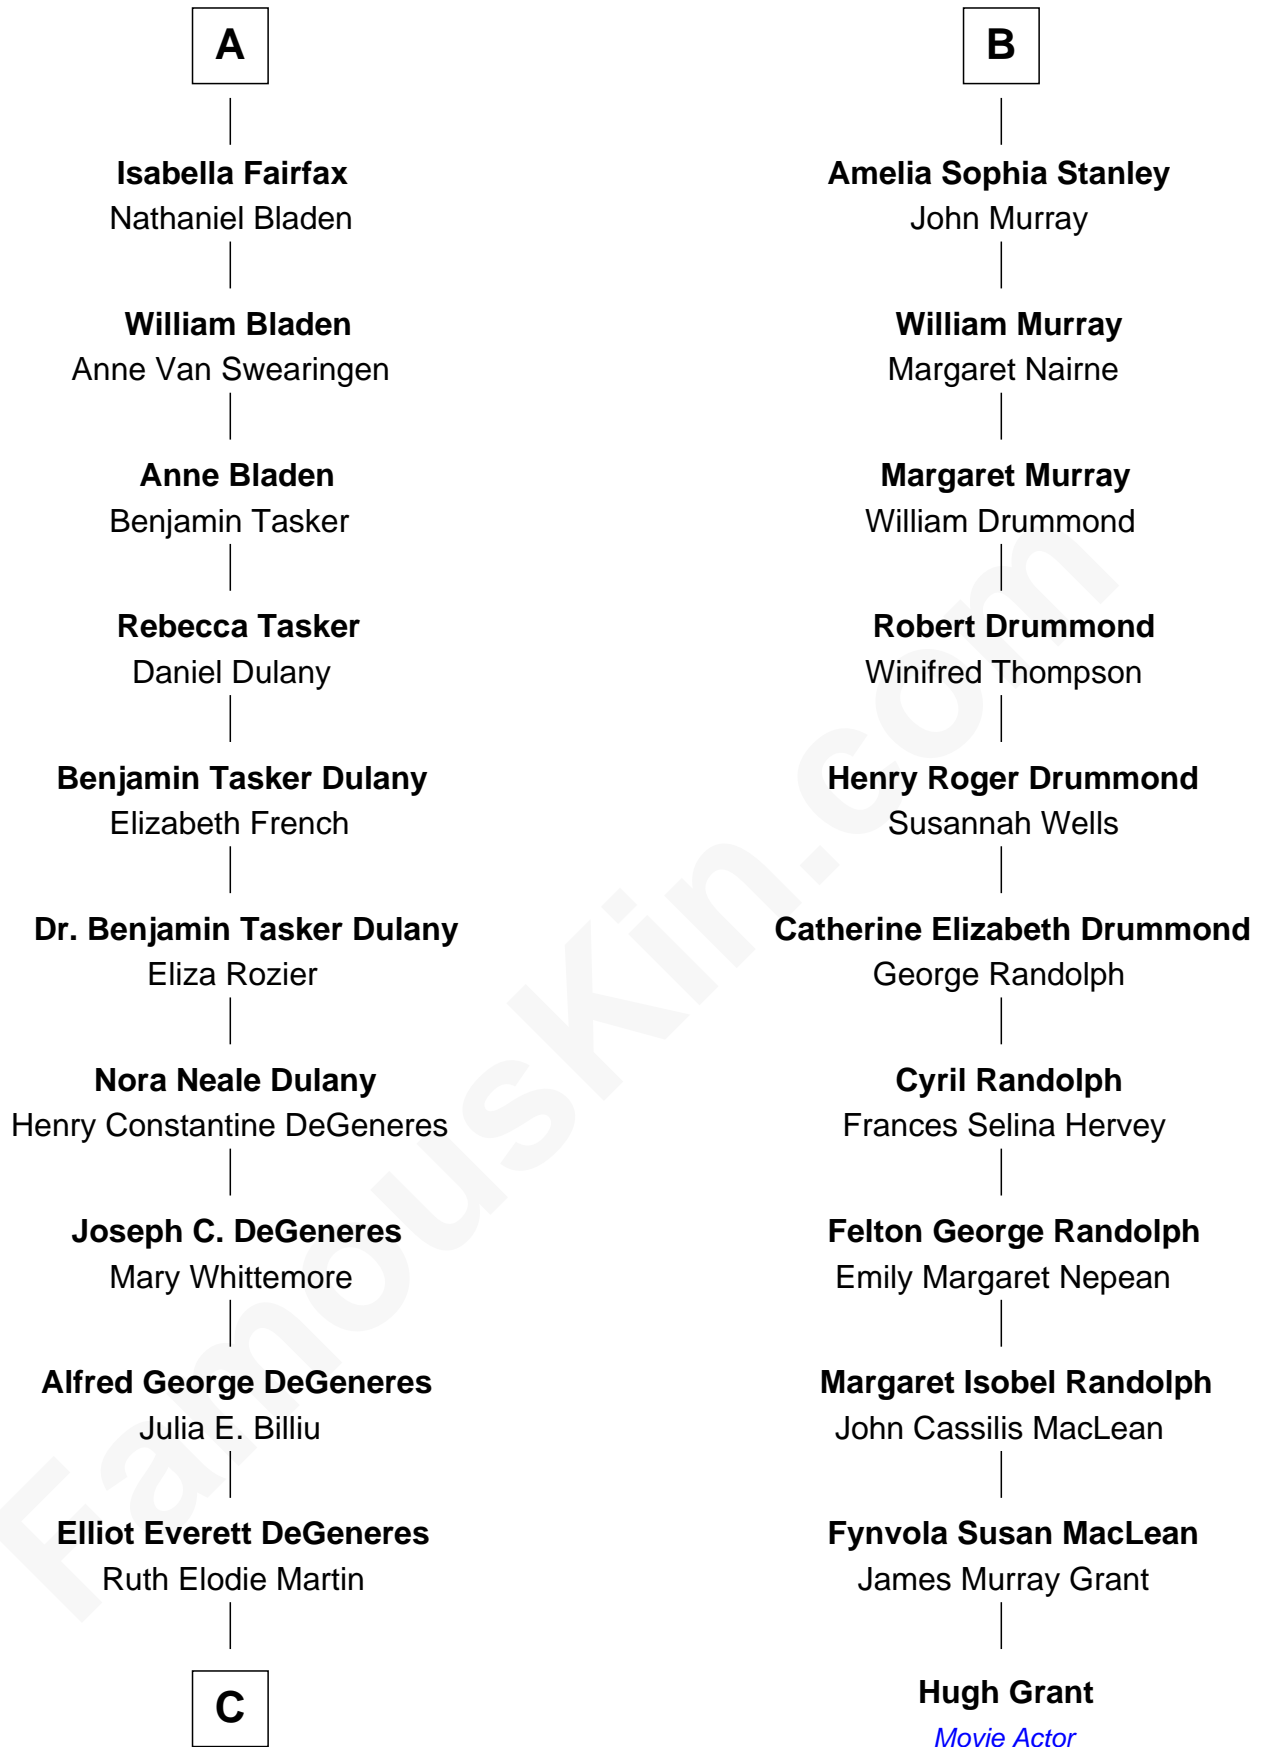 A
Isabella Fairfax
Nathaniel Bladen
William Bladen
Anne Van Swearingen
Anne Bladen
Benjamin Tasker
Rebecca Tasker
Daniel Dulany
Benjamin Tasker Dulany
Elizabeth French
Dr. Benjamin Tasker Dulany
Eliza Rozier
Nora Neale Dulany
Henry Constantine DeGeneres
Joseph C. DeGeneres
Mary Whittemore
Alfred George DeGeneres
Julia E. Billiu
Elliot Everett DeGeneres
Ruth Elodie Martin
C
B
Amelia Sophia Stanley
John Murray
William Murray
Margaret Nairne
Margaret Murray
William Drummond
Robert Drummond
Winifred Thompson
Henry Roger Drummond
Susannah Wells
Catherine Elizabeth Drummond
George Randolph
Cyril Randolph
Frances Selina Hervey
Felton George Randolph
Emily Margaret Nepean
Margaret Isobel Randolph
John Cassilis MacLean
Fynvola Susan MacLean
James Murray Grant
Hugh Grant
Movie Actor
FamousKin.com